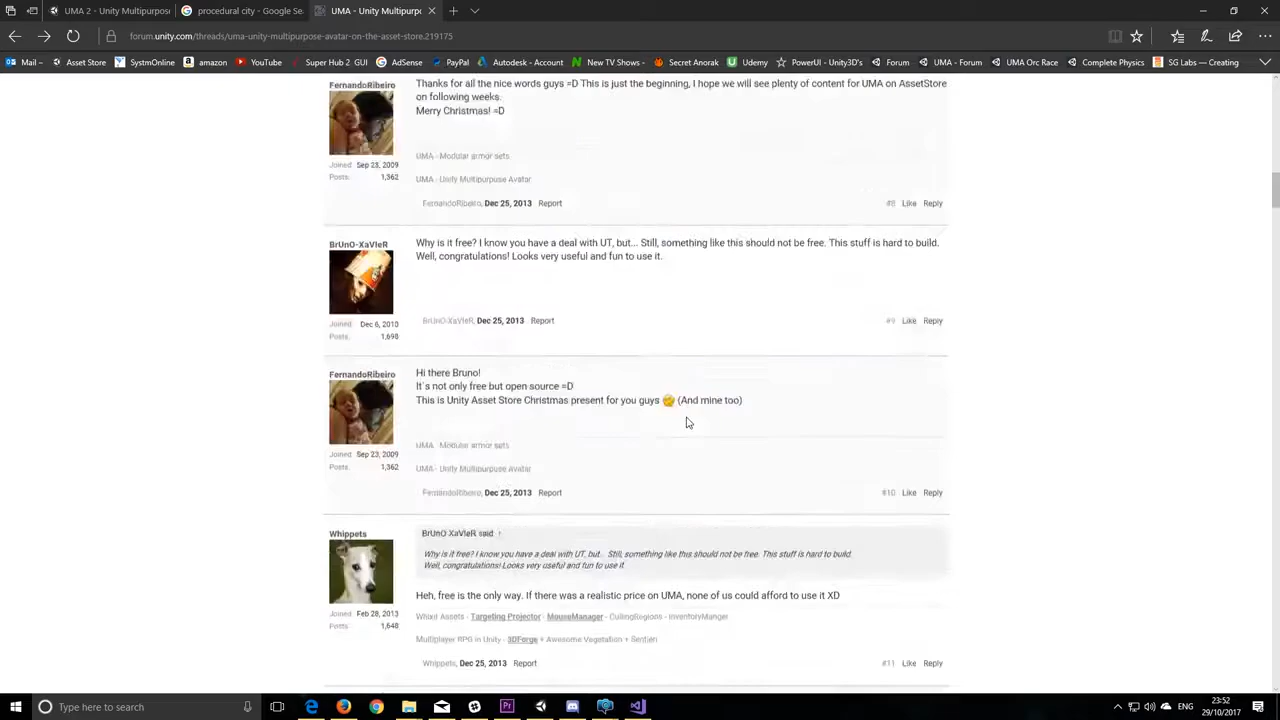 UMA 2 - Unity Multipurpos
procedural city - Google Se
UMA - Unity Multipurpo
forum.unity.com/threads/uma-unity-multipurpose-avatar-on-the-asset-store.219175
Mail -
Asset Store
SystmOnline
amazon
YouTube
Super Hub 2 GUI
AdSense
PayPal
Autodesk - Account
New TV Shows -
Secret Anorak
Udemy
PowerUI - Unity3D's
Forum
UMA - Forum
UMA Orc Race
Complete Physics
SG Labs - Creating
FernandoRibeiro
Thanks for all the nice words guys =D This is just the beginning, I hope we will see plenty of content for UMA on AssetStore
on following weeks.
Merry Christmas! =D
Joined: Sep 23, 2009
Posts: 1,362
UMA - Modular armor sets
UMA - Unity Multipurpose Avatar
FernandoRibeiro, Dec 25, 2013 Report
#8 Like Reply
BrUnO-XaVIeR
Why is it free? I know you have a deal with UT, but... Still, something like this should not be free. This stuff is hard to build.
Well, congratulations! Looks very useful and fun to use it.
Joined: Dec 6, 2010
Posts: 1,698
BrUnO-XaVIeR, Dec 25, 2013 Report
#9 Like Reply
FernandoRibeiro
Hi there Bruno!
It´s not only free but open source =D
This is Unity Asset Store Christmas present for you guys (And mine too)
Joined: Sep 23, 2009
Posts: 1,362
UMA - Modular armor sets
UMA - Unity Multipurpose Avatar
FernandoRibeiro, Dec 25, 2013 Report
#10 Like Reply
Whippets
BrUnO-XaVIeR said: ↑
Why is it free? I know you have a deal with UT, but... Still, something like this should not be free. This stuff is hard to build.
Well, congratulations! Looks very useful and fun to use it.
Heh, free is the only way. If there was a realistic price on UMA, none of us could afford to use it XD
Joined: Feb 28, 2013
Posts: 1,648
Whixd Assets - Targeting Projector - MouseManager - CullingRegions - InventoryManger
Multiplayer RPG in Unity - 3DForge + Awesome Vegetation + Sentien
Whippets, Dec 25, 2013 Report
#11 Like Reply
Type here to search
ENG
23:52
29/10/2017